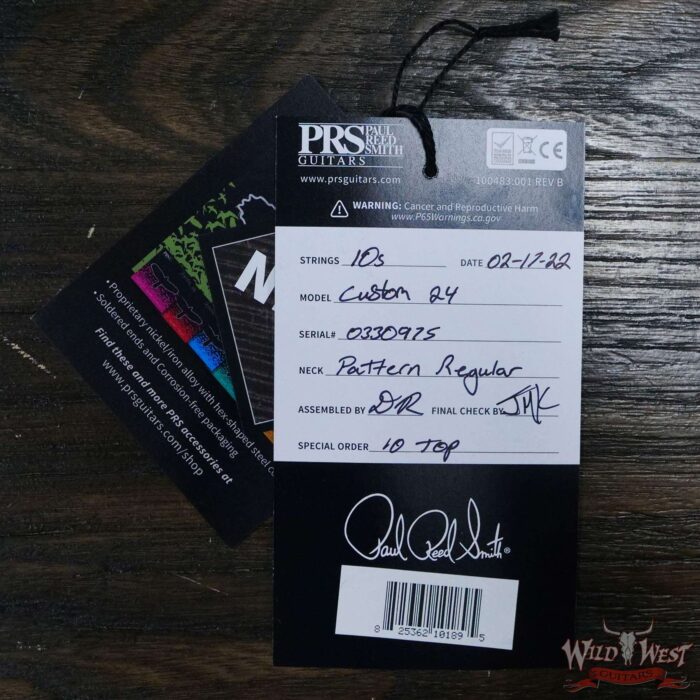 PRS PAUL REED SMITH
GUITARS
www.prsguitars.com
100483:001 REV B
CE
WARNING: Cancer and Reproductive Harm
www.P65Warnings.ca.gov
STRINGS 10s DATE 02-17-22
MODEL Custom 24
SERIAL# 0330975
NECK Pattern Regular
ASSEMBLED BY DR FINAL CHECK BY JMK
SPECIAL ORDER 10 TOP
Paul Reed Smith®
8 25362 10189 5
• Proprietary nickel/iron alloy with hex-shaped steel
• Soldered ends and Corrosion-free packaging
Find these and more PRS accessories at
www.prsguitars.com/shop
WILD WEST
GUITARS